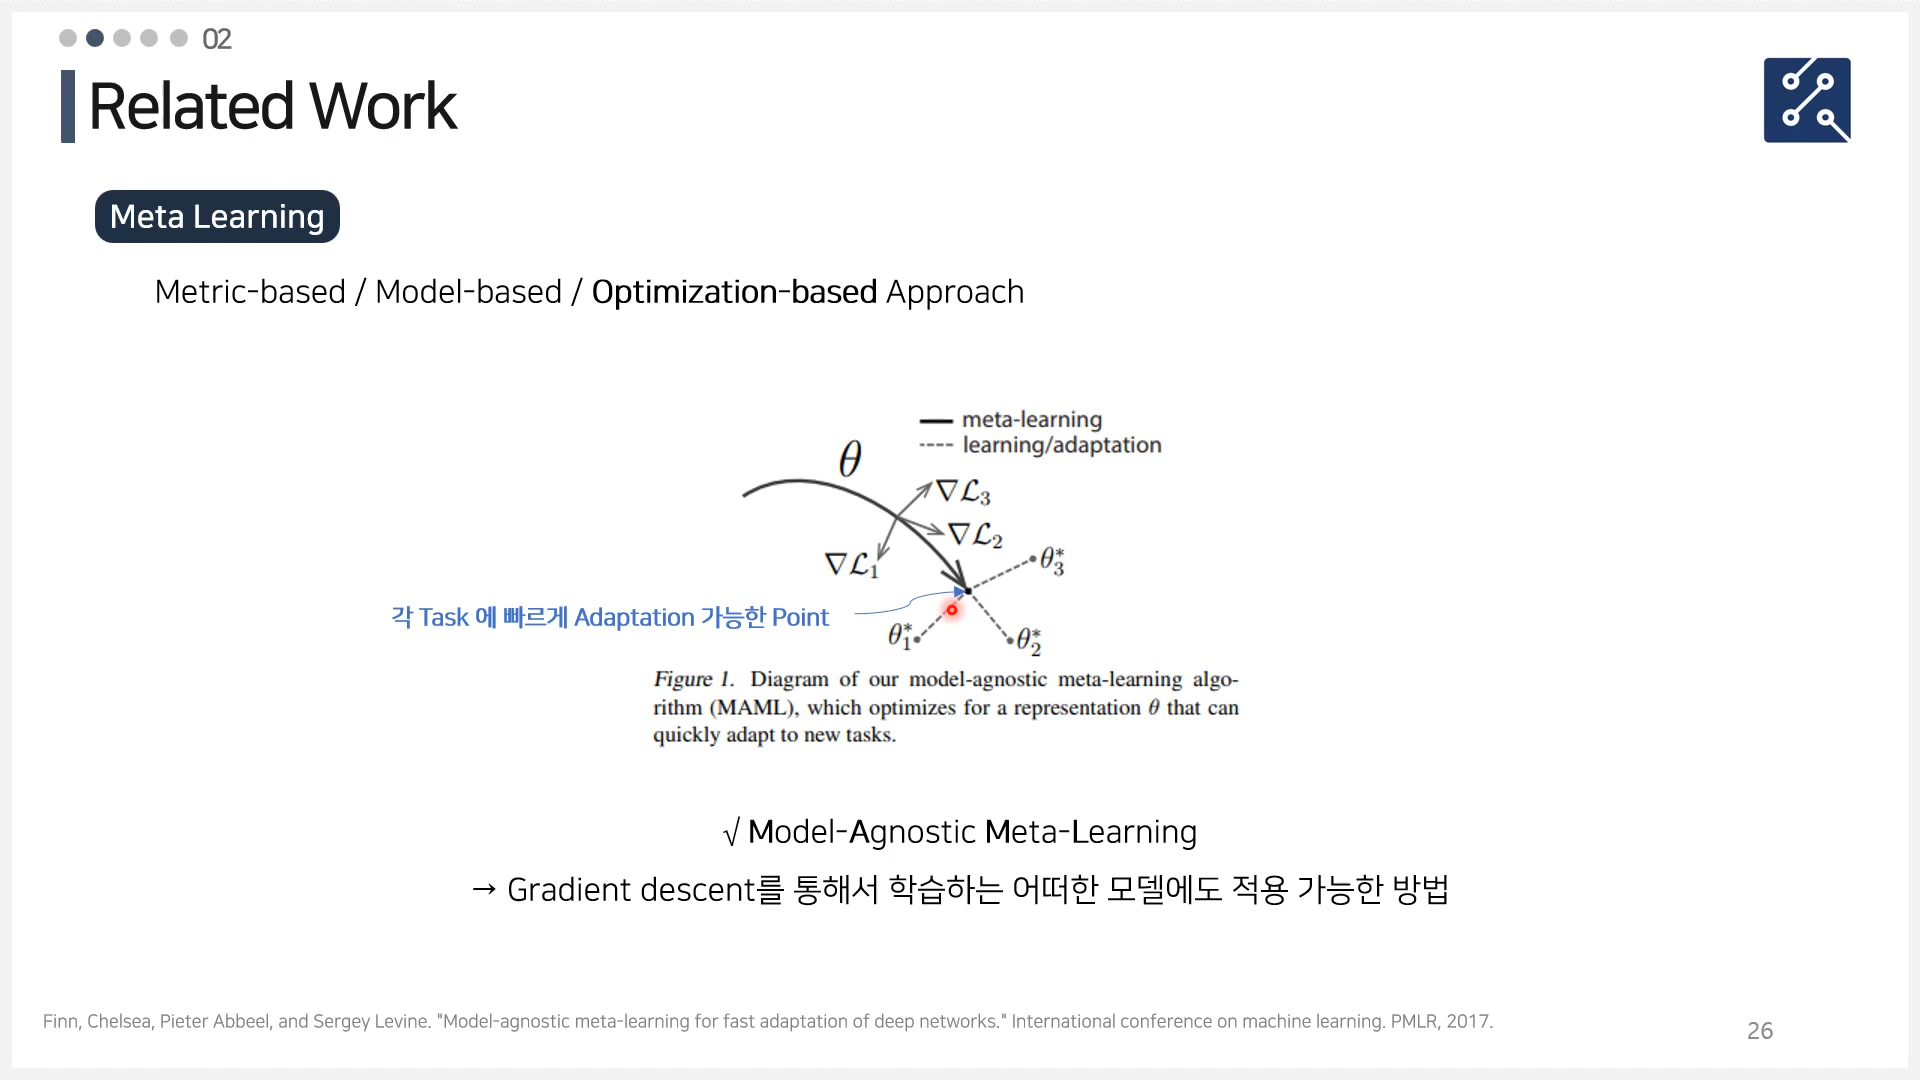 02
Related Work
Meta Learning
Metric-based / Model-based / Optimization-based Approach
meta-learning
learning/adaptation
θ
∇ℒ₃
∇ℒ₂
∇ℒ₁
θ₃*
각 Task 에 빠르게 Adaptation 가능한 Point
θ₁*
θ₂*
Figure 1. Diagram of our model-agnostic meta-learning algo-
rithm (MAML), which optimizes for a representation θ that can
quickly adapt to new tasks.
√ Model-Agnostic Meta-Learning
→ Gradient descent를 통해서 학습하는 어떠한 모델에도 적용 가능한 방법
Finn, Chelsea, Pieter Abbeel, and Sergey Levine. "Model-agnostic meta-learning for fast adaptation of deep networks." International conference on machine learning. PMLR, 2017.
26